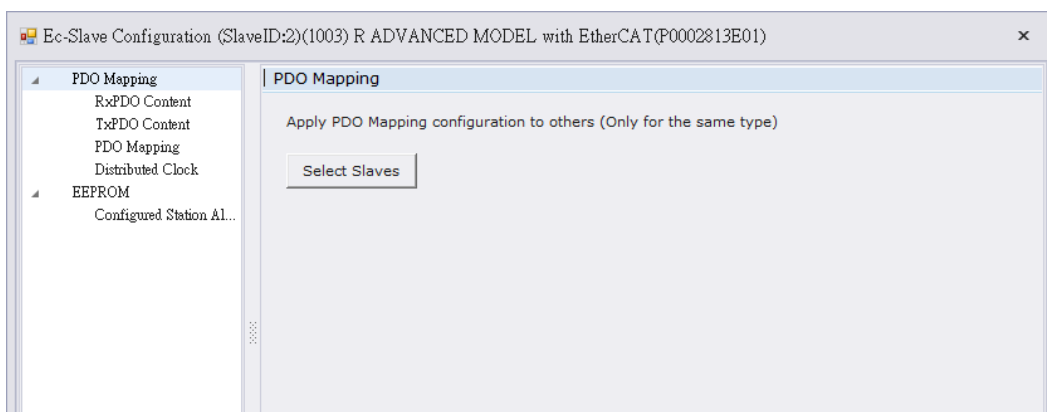 Ec-Slave Configuration (SlaveID:2)(1003) R ADVANCED MODEL with EtherCAT(P0002813E01)
PDO Mapping
RxPDO Content
TxPDO Content
PDO Mapping
Distributed Clock
EEPROM
Configured Station Al...
PDO Mapping
Apply PDO Mapping configuration to others (Only for the same type)
Select Slaves